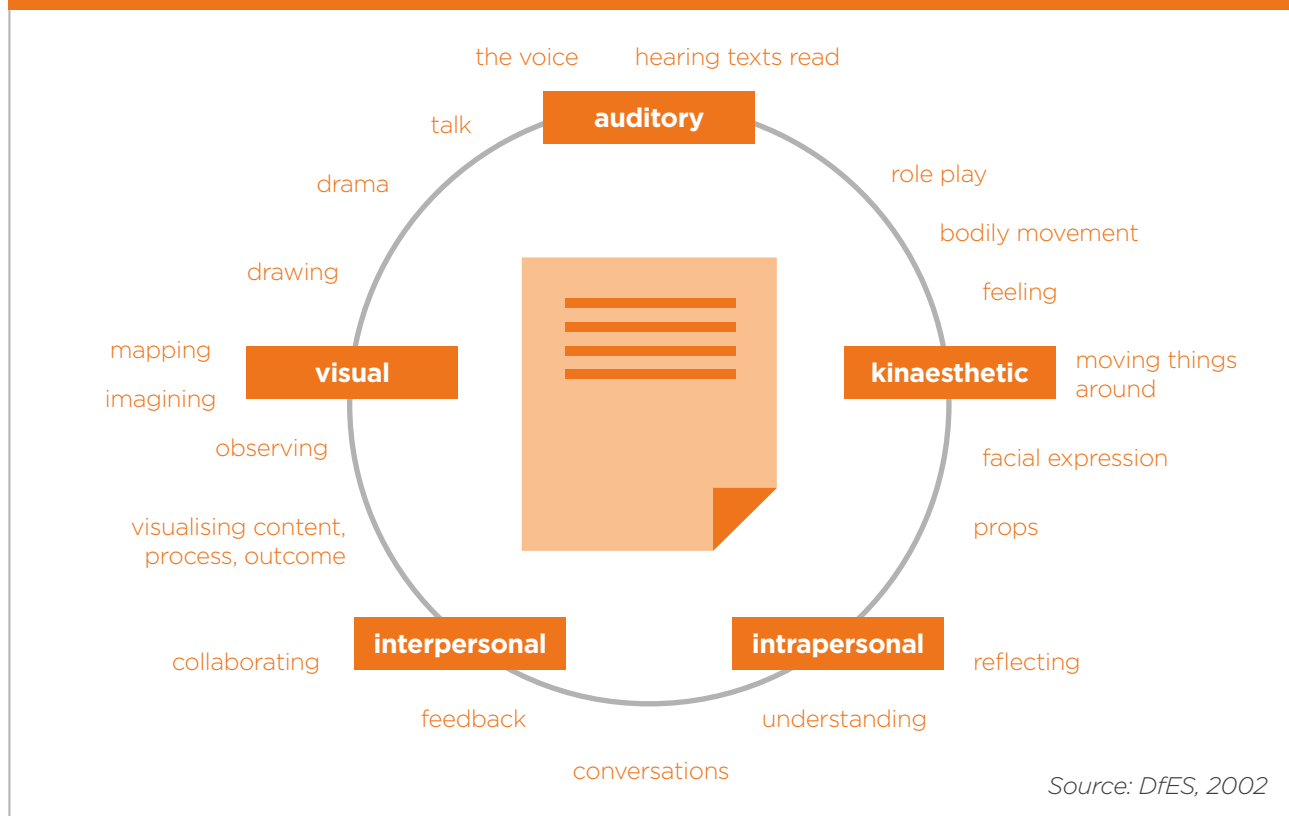 the voice
hearing texts read
auditory
talk
role play
drama
bodily movement
drawing
feeling
mapping
visual
kinaesthetic
moving things
around
imagining
observing
facial expression
visualising content,
process, outcome
props
interpersonal
intrapersonal
collaborating
reflecting
feedback
understanding
conversations
Source: DfES, 2002